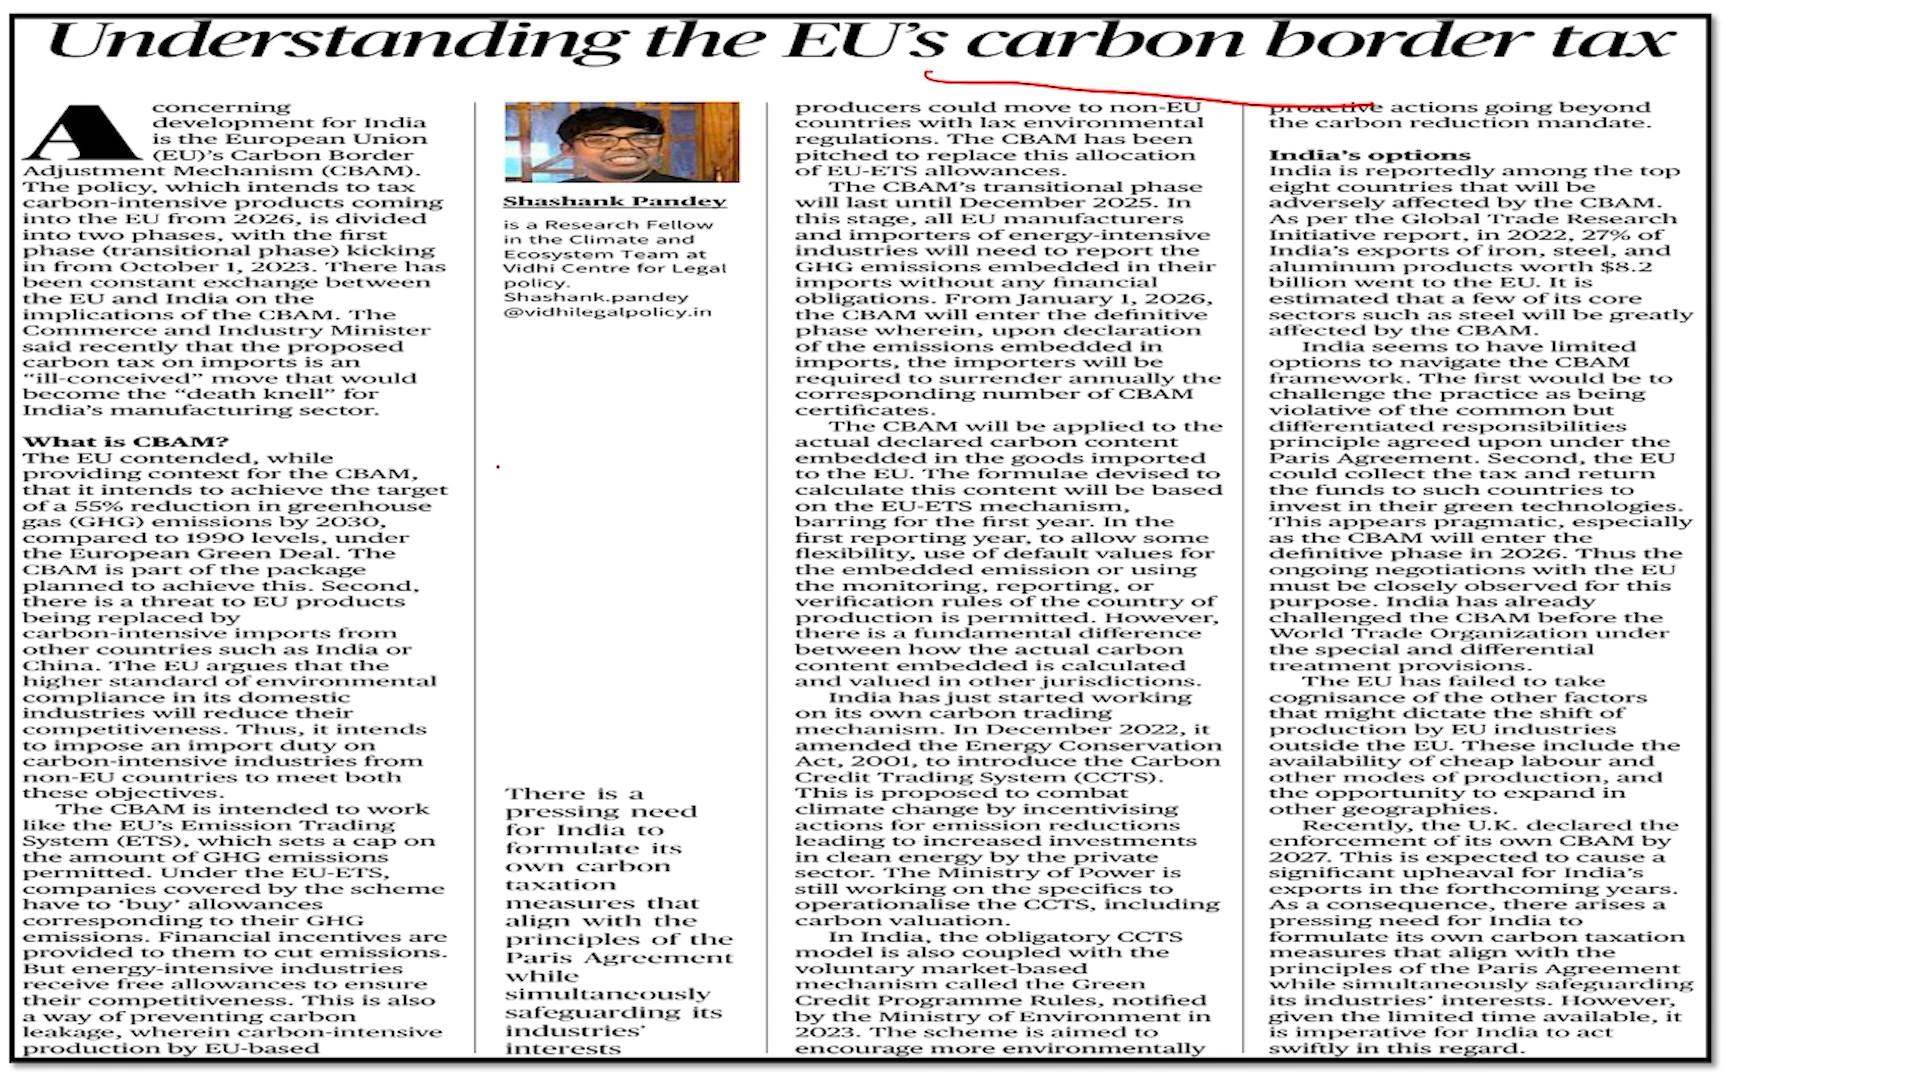 Understanding the EU's carbon border tax
A concerning
development for India
is the European Union
(EU)'s Carbon Border
Adjustment Mechanism (CBAM).
The policy, which intends to tax
carbon-intensive products coming
into the EU from 2026, is divided
into two phases, with the first
phase (transitional phase) kicking
in from October 1, 2023. There has
been constant exchange between
the EU and India on the
implications of the CBAM. The
Commerce and Industry Minister
said recently that the proposed
carbon tax on imports is an
“ill-conceived” move that would
become the “death knell” for
India's manufacturing sector.
What is CBAM?
The EU contended, while
providing context for the CBAM,
that it intends to achieve the target
of a 55% reduction in greenhouse
gas (GHG) emissions by 2030,
compared to 1990 levels, under
the European Green Deal. The
CBAM is part of the package
planned to achieve this. Second,
there is a threat to EU products
being replaced by
carbon-intensive imports from
other countries such as India or
China. The EU argues that the
higher standard of environmental
compliance in its domestic
industries will reduce their
competitiveness. Thus, it intends
to impose an import duty on
carbon-intensive industries from
non-EU countries to meet both
these objectives.
The CBAM is intended to work
like the EU's Emission Trading
System (ETS), which sets a cap on
the amount of GHG emissions
permitted. Under the EU-ETS,
companies covered by the scheme
have to ‘buy’ allowances
corresponding to their GHG
emissions. Financial incentives are
provided to them to cut emissions.
But energy-intensive industries
receive free allowances to ensure
their competitiveness. This is also
a way of preventing carbon
leakage, wherein carbon-intensive
production by EU-based
Shashank Pandey
is a Research Fellow
in the Climate and
Ecosystem Team at
Vidhi Centre for Legal
policy.
Shashank.pandey
@vidhilegalpolicy.in
There is a
pressing need
for India to
formulate its
own carbon
taxation
measures that
align with the
principles of the
Paris Agreement
while
simultaneously
safeguarding its
industries'
interests
producers could move to non-EU
countries with lax environmental
regulations. The CBAM has been
pitched to replace this allocation
of EU-ETS allowances.
The CBAM's transitional phase
will last until December 2025. In
this stage, all EU manufacturers
and importers of energy-intensive
industries will need to report the
GHG emissions embedded in their
imports without any financial
obligations. From January 1, 2026,
the CBAM will enter the definitive
phase wherein, upon declaration
of the emissions embedded in
imports, the importers will be
required to surrender annually the
corresponding number of CBAM
certificates.
The CBAM will be applied to the
actual declared carbon content
embedded in the goods imported
to the EU. The formulae devised to
calculate this content will be based
on the EU-ETS mechanism,
barring for the first year. In the
first reporting year, to allow some
flexibility, use of default values for
the embedded emission or using
the monitoring, reporting, or
verification rules of the country of
production is permitted. However,
there is a fundamental difference
between how the actual carbon
content embedded is calculated
and valued in other jurisdictions.
India has just started working
on its own carbon trading
mechanism. In December 2022, it
amended the Energy Conservation
Act, 2001, to introduce the Carbon
Credit Trading System (CCTS).
This is proposed to combat
climate change by incentivising
actions for emission reductions
leading to increased investments
in clean energy by the private
sector. The Ministry of Power is
still working on the specifics to
operationalise the CCTS, including
carbon valuation.
In India, the obligatory CCTS
model is also coupled with the
voluntary market-based
mechanism called the Green
Credit Programme Rules, notified
by the Ministry of Environment in
2023. The scheme is aimed to
encourage more environmentally
proactive actions going beyond
the carbon reduction mandate.
India's options
India is reportedly among the top
eight countries that will be
adversely affected by the CBAM.
As per the Global Trade Research
Initiative report, in 2022, 27% of
India's exports of iron, steel, and
aluminum products worth $8.2
billion went to the EU. It is
estimated that a few of its core
sectors such as steel will be greatly
affected by the CBAM.
India seems to have limited
options to navigate the CBAM
framework. The first would be to
challenge the practice as being
violative of the common but
differentiated responsibilities
principle agreed upon under the
Paris Agreement. Second, the EU
could collect the tax and return
the funds to such countries to
invest in their green technologies.
This appears pragmatic, especially
as the CBAM will enter the
definitive phase in 2026. Thus the
ongoing negotiations with the EU
must be closely observed for this
purpose. India has already
challenged the CBAM before the
World Trade Organization under
the special and differential
treatment provisions.
The EU has failed to take
cognisance of the other factors
that might dictate the shift of
production by EU industries
outside the EU. These include the
availability of cheap labour and
other modes of production, and
the opportunity to expand in
other geographies.
Recently, the U.K. declared the
enforcement of its own CBAM by
2027. This is expected to cause a
significant upheaval for India's
exports in the forthcoming years.
As a consequence, there arises a
pressing need for India to
formulate its own carbon taxation
measures that align with the
principles of the Paris Agreement
while simultaneously safeguarding
its industries' interests. However,
given the limited time available, it
is imperative for India to act
swiftly in this regard.